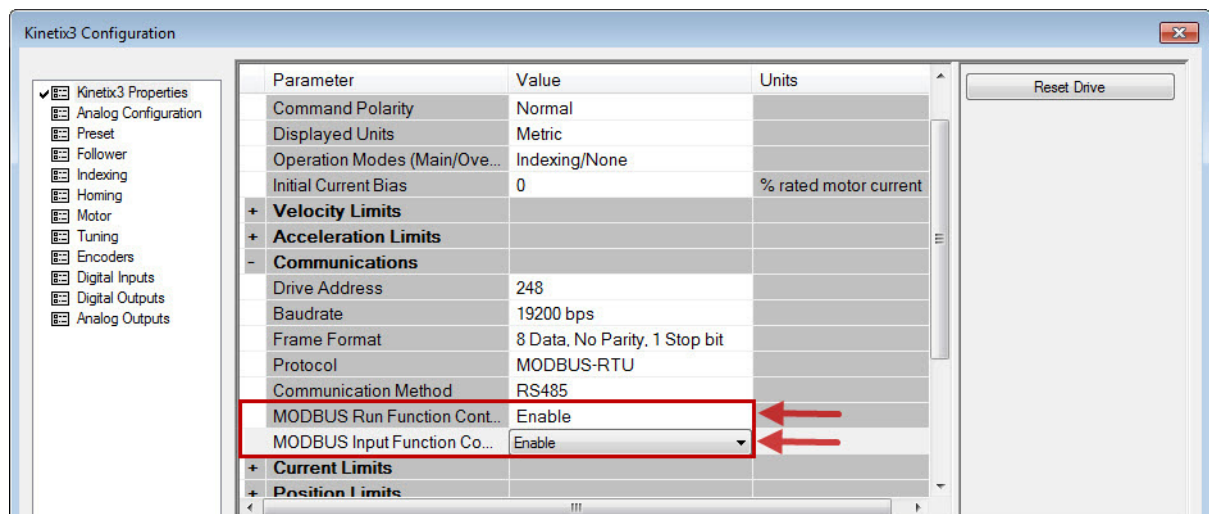 Kinetix3 Configuration
Kinetix3 Properties
Analog Configuration
Preset
Follower
Indexing
Homing
Motor
Tuning
Encoders
Digital Inputs
Digital Outputs
Analog Outputs
Parameter Value Units
Command Polarity Normal
Displayed Units Metric
Operation Modes (Main/Ove... Indexing/None
Initial Current Bias 0 % rated motor current
+ Velocity Limits
+ Acceleration Limits
- Communications
Drive Address 248
Baudrate 19200 bps
Frame Format 8 Data, No Parity, 1 Stop bit
Protocol MODBUS-RTU
Communication Method RS485
MODBUS Run Function Cont... Enable
MODBUS Input Function Co... Enable
+ Current Limits
+ Position Limits
Reset Drive